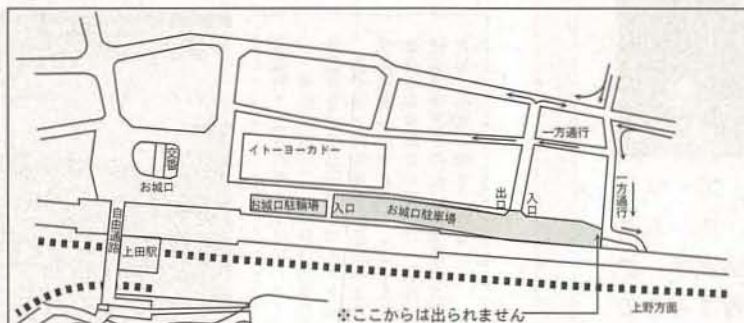 一方通行
イトーヨーカドー
交番
お城口
出口
入口
一方通行
お城口駐輪場
入口
お城口駐車場
自由通路
上田駅
上野方面
※ここからは出られません